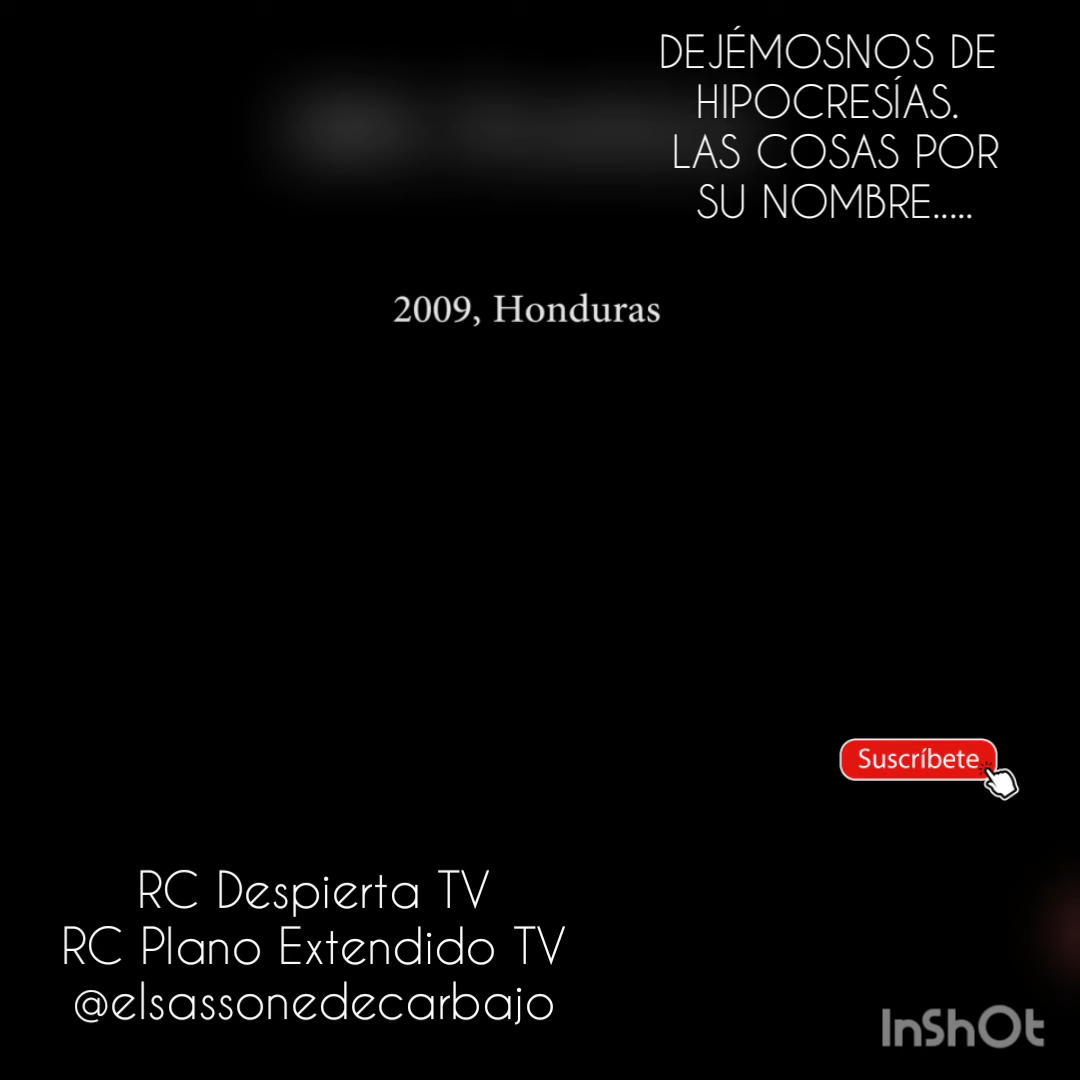 DEJÉMOSNOS DE
HIPOCRESÍAS.
LAS COSAS POR
SU NOMBRE.....
2009, Honduras
Suscríbete
RC Despierta TV
RC Plano Extendido TV
@elsassonedecarbajo
InShOt